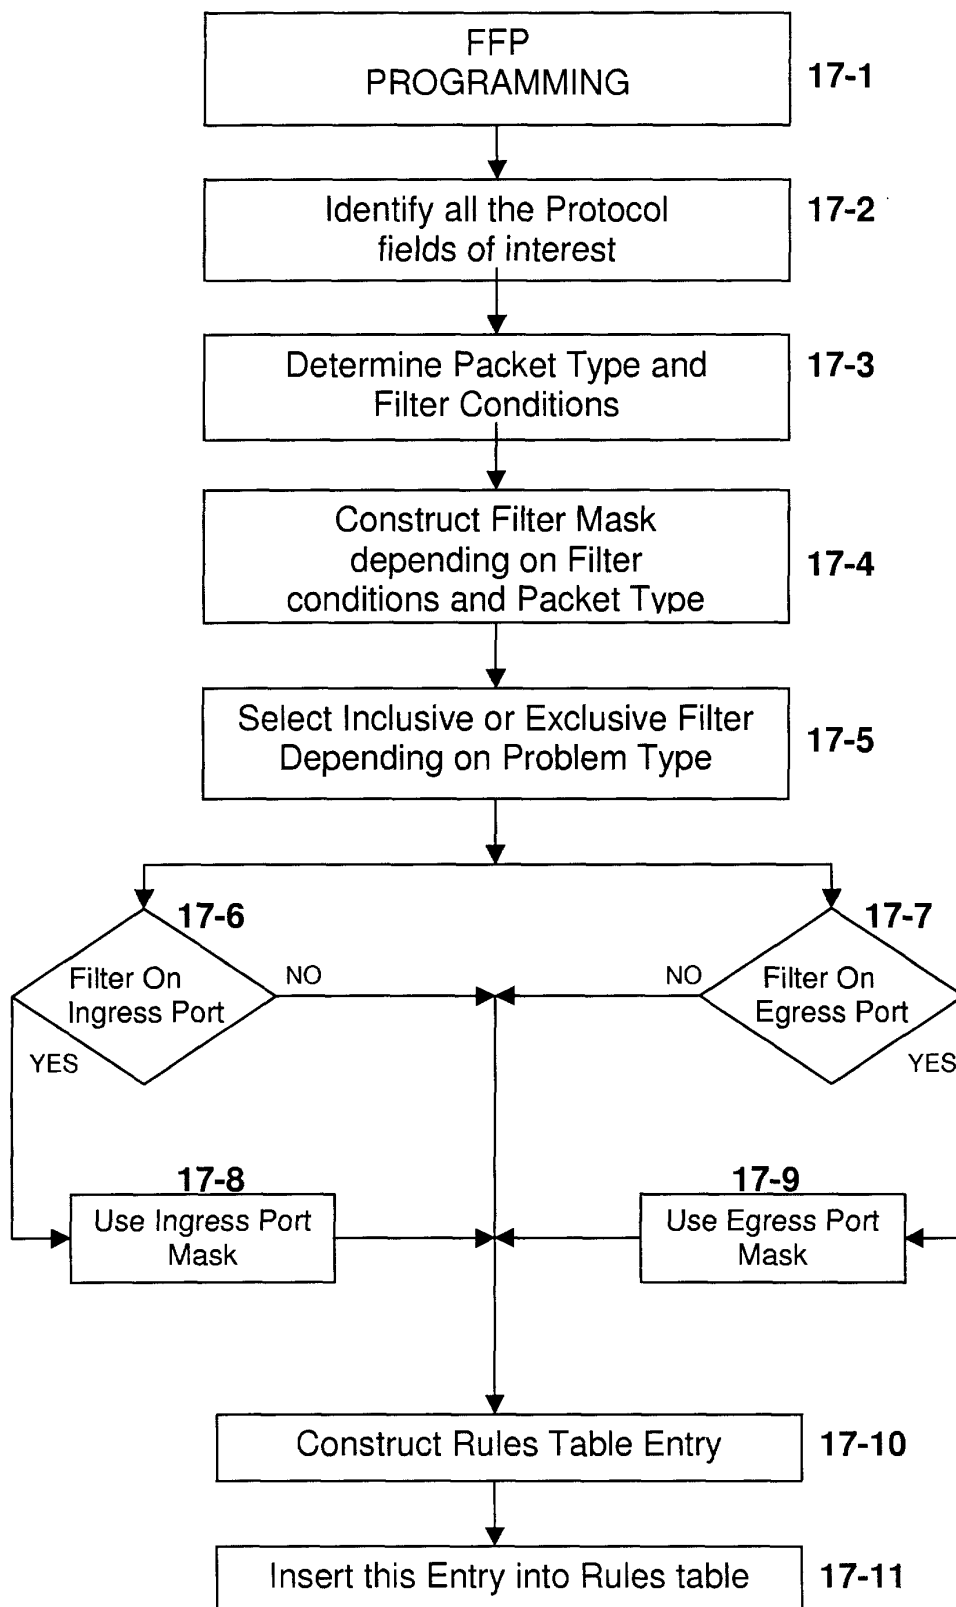 FFP
PROGRAMMING
17-1
Identify all the Protocol
fields of interest
17-2
Determine Packet Type and
Filter Conditions
17-3
Construct Filter Mask
depending on Filter
conditions and Packet Type
17-4
Select Inclusive or Exclusive Filter
Depending on Problem Type
17-5
17-6
Filter On
Ingress Port
NO
YES
17-7
Filter On
Egress Port
NO
YES
17-8
Use Ingress Port
Mask
17-9
Use Egress Port
Mask
Construct Rules Table Entry
17-10
Insert this Entry into Rules table
17-11